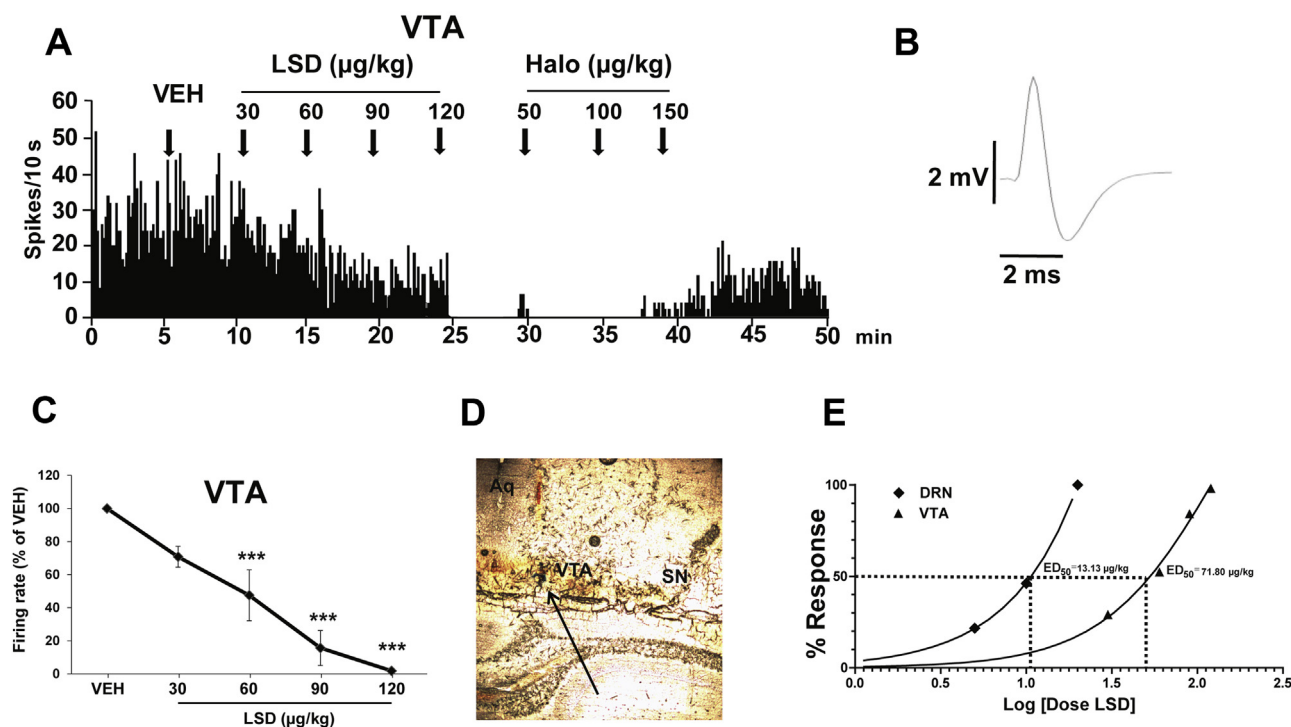 A
VTA
LSD (µg/kg)
Halo (µg/kg)
VEH
30
60
90
120
50
100
150
Spikes/10 s
60
50
40
30
20
10
0
0
5
10
15
20
25
30
35
40
45
50
min
B
2 mV
2 ms
C
VTA
Firing rate (% of VEH)
120
100
80
60
40
20
0
***
***
***
VEH
30
60
90
120
LSD (µg/kg)
D
Aq
VTA
SN
E
DRN
VTA
% Response
100
50
0
ED50=13.13 µg/kg
ED50=71.80 µg/kg
0.0
0.5
1.0
1.5
2.0
2.5
Log [Dose LSD]